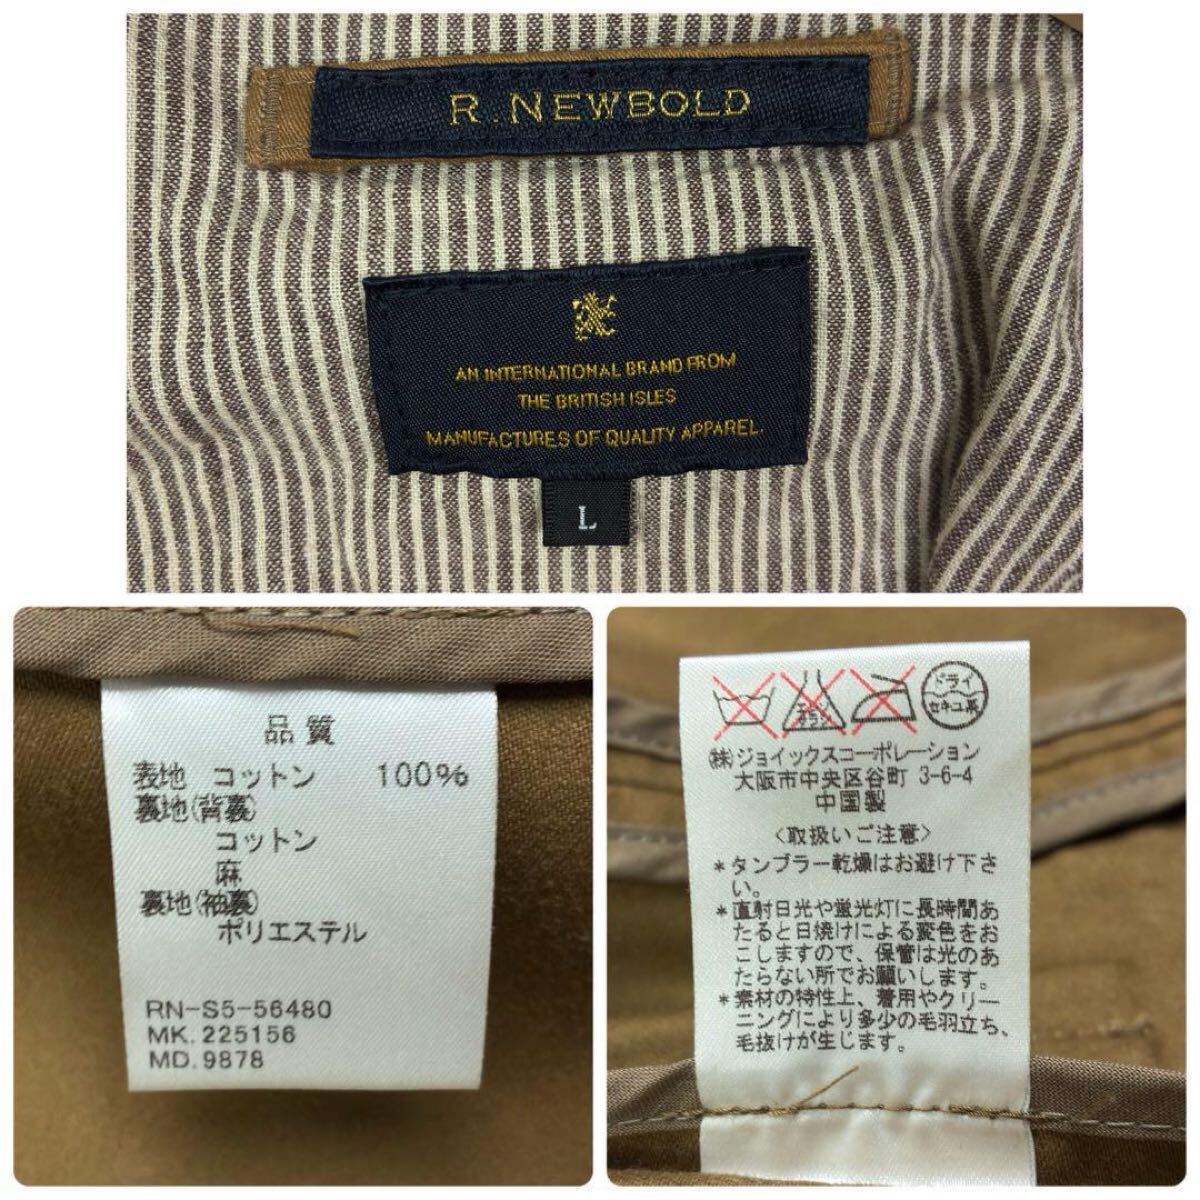 R.NEWBOLD
AN INTERNATIONAL BRAND FROM
THE BRITISH ISLES
MANUFACTURES OF QUALITY APPAREL.
L
品質
表地 コットン 100%
裏地(背裏)
コットン
麻
裏地(袖裏)
ポリエステル
RN-S5-56480
MK.225156
MD.9878
エンソ
サラシ
ドライ
セキユ系
㈱ジョイックスコーポレーション
大阪市中央区谷町 3-6-4
中国製
〈取扱いご注意〉
*タンブラー乾燥はお避け下さ
い。
*直射日光や蛍光灯に長時間あ
たると日焼けによる変色をお
こしますので、保管は光のあ
たらない所でお願いします。
*素材の特性上、着用やクリー
ニングにより多少の毛羽立ち、
毛抜けが生じます。